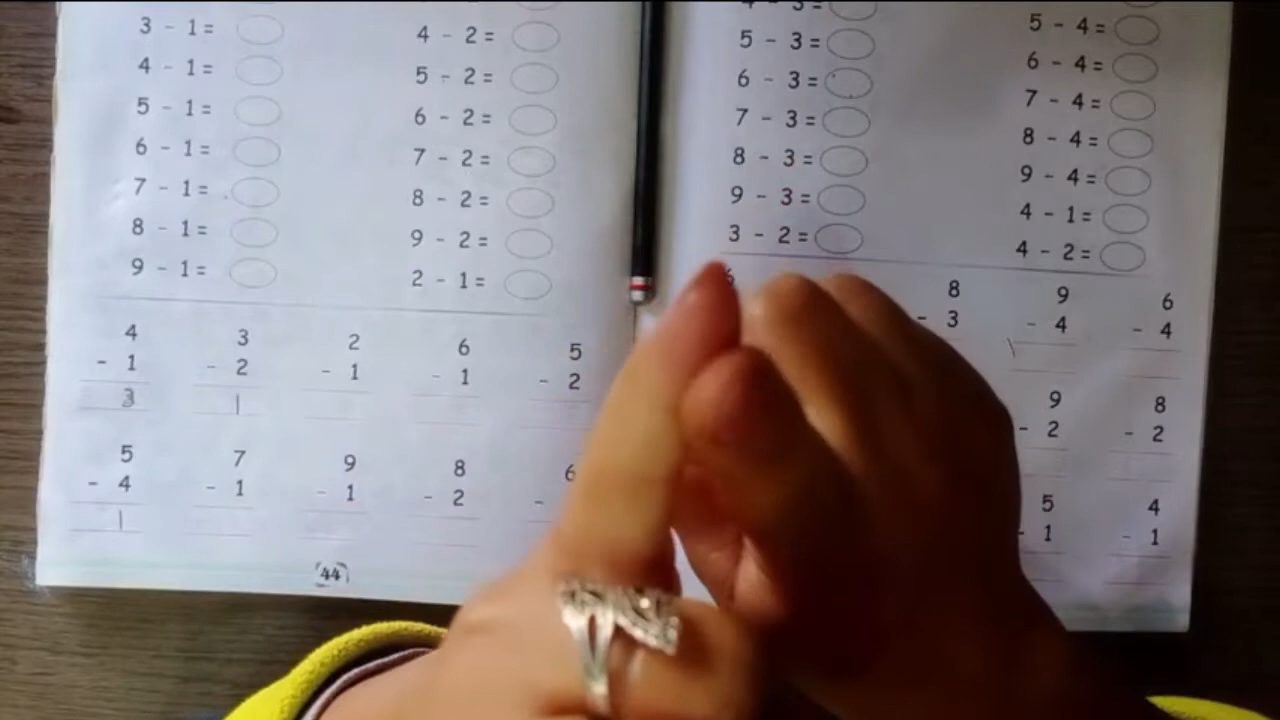 3 - 1 =
4 - 1 =
5 - 1 =
6 - 1 =
7 - 1 =
8 - 1 =
9 - 1 =
4 - 2 =
5 - 2 =
6 - 2 =
7 - 2 =
8 - 2 =
9 - 2 =
2 - 1 =
4 3 2 6 5
- 1 - 2 - 1 - 1 - 2
3 1
5 7 9 8 6
- 4 - 1 - 1 - 2 -
1
44
4 - 3 =
5 - 3 =
6 - 3 =
7 - 3 =
8 - 3 =
9 - 3 =
3 - 2 =
5 - 4 =
6 - 4 =
7 - 4 =
8 - 4 =
9 - 4 =
4 - 1 =
4 - 2 =
8 9 6
- 3 - 4 - 4
9 8
- 2 - 2
5 4
- 1 - 1